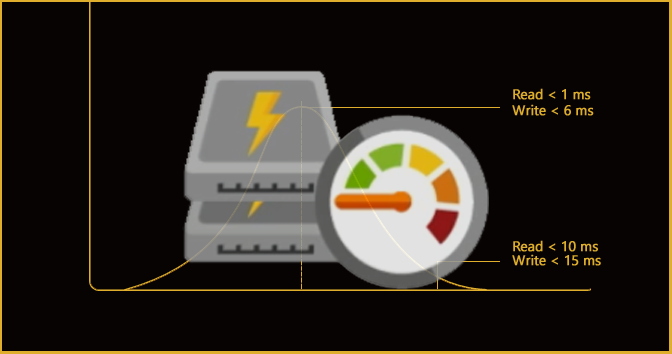 Read < 1 ms
Write < 6 ms
Read < 10 ms
Write < 15 ms